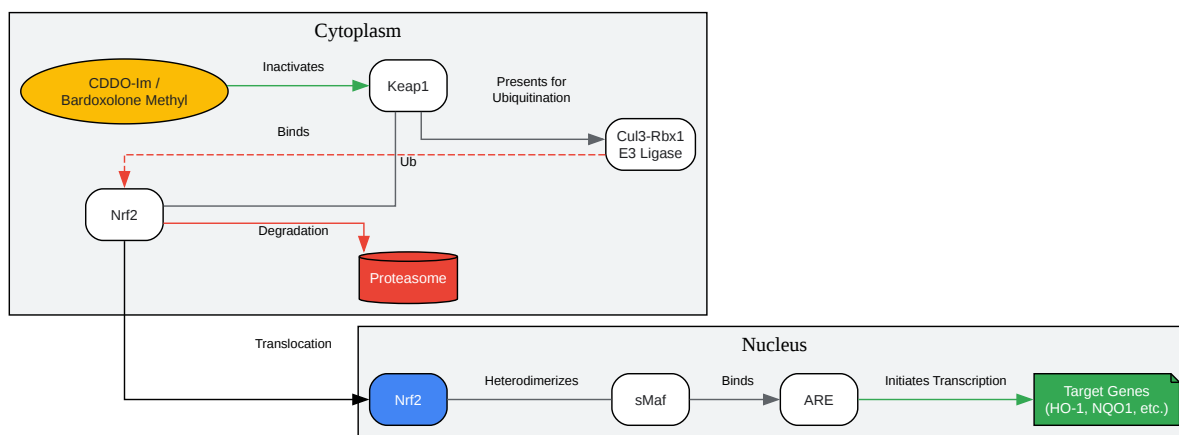 Cytoplasm
CDDO-Im /
Bardoxolone Methyl
Inactivates
Keap1
Presents for
Ubiquitination
Cul3-Rbx1
E3 Ligase
Binds
Ub
Nrf2
Degradation
Proteasome
Translocation
Nucleus
Nrf2
Heterodimerizes
sMaf
Binds
ARE
Initiates Transcription
Target Genes
(HO-1, NQO1, etc.)